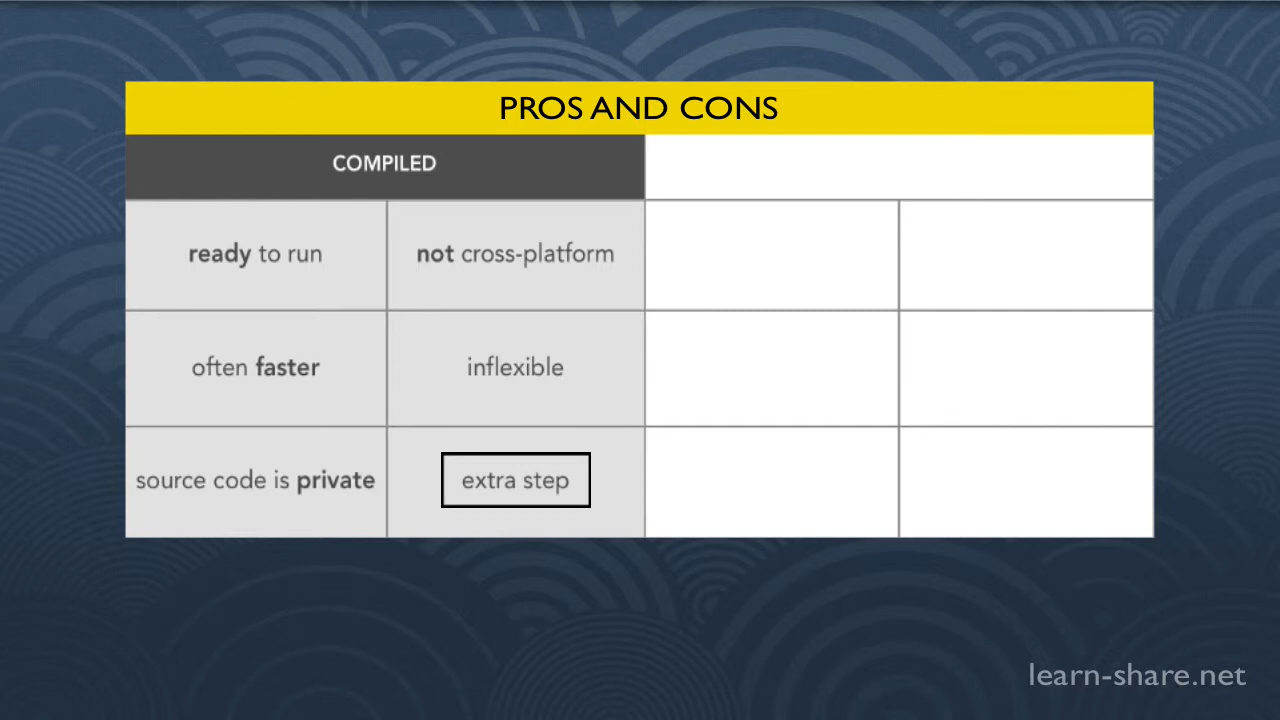 PROS AND CONS
COMPILED
ready to run
not cross-platform
often faster
inflexible
source code is private
extra step
learn-share.net